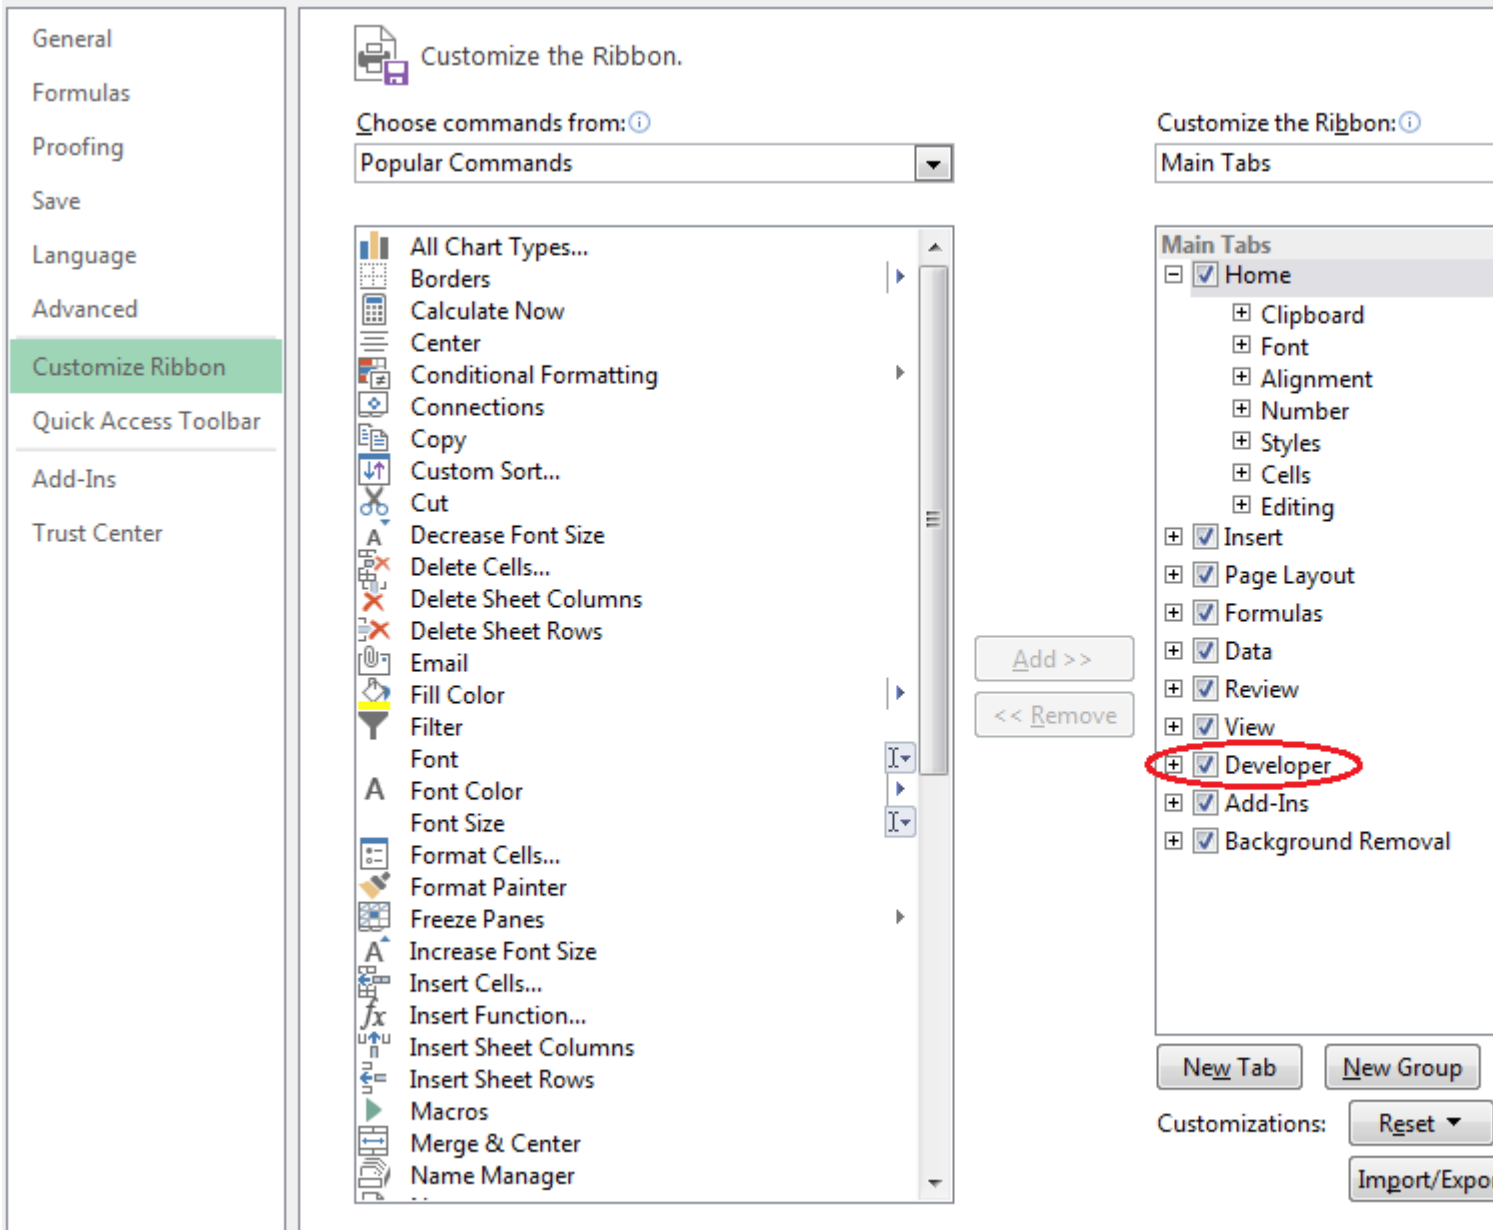 General
Formulas
Proofing
Save
Language
Advanced
Customize Ribbon
Quick Access Toolbar
Add-Ins
Trust Center
Customize the Ribbon.
Choose commands from:
Popular Commands
All Chart Types...
Borders
Calculate Now
Center
Conditional Formatting
Connections
Copy
Custom Sort...
Cut
Decrease Font Size
Delete Cells...
Delete Sheet Columns
Delete Sheet Rows
Email
Fill Color
Filter
Font
Font Color
Font Size
Format Cells...
Format Painter
Freeze Panes
Increase Font Size
Insert Cells...
Insert Function...
Insert Sheet Columns
Insert Sheet Rows
Macros
Merge & Center
Name Manager
Add >>
<< Remove
Customize the Ribbon:
Main Tabs
Main Tabs
Home
Clipboard
Font
Alignment
Number
Styles
Cells
Editing
Insert
Page Layout
Formulas
Data
Review
View
Developer
Add-Ins
Background Removal
New Tab New Group
Customizations: Reset
Import/Expor